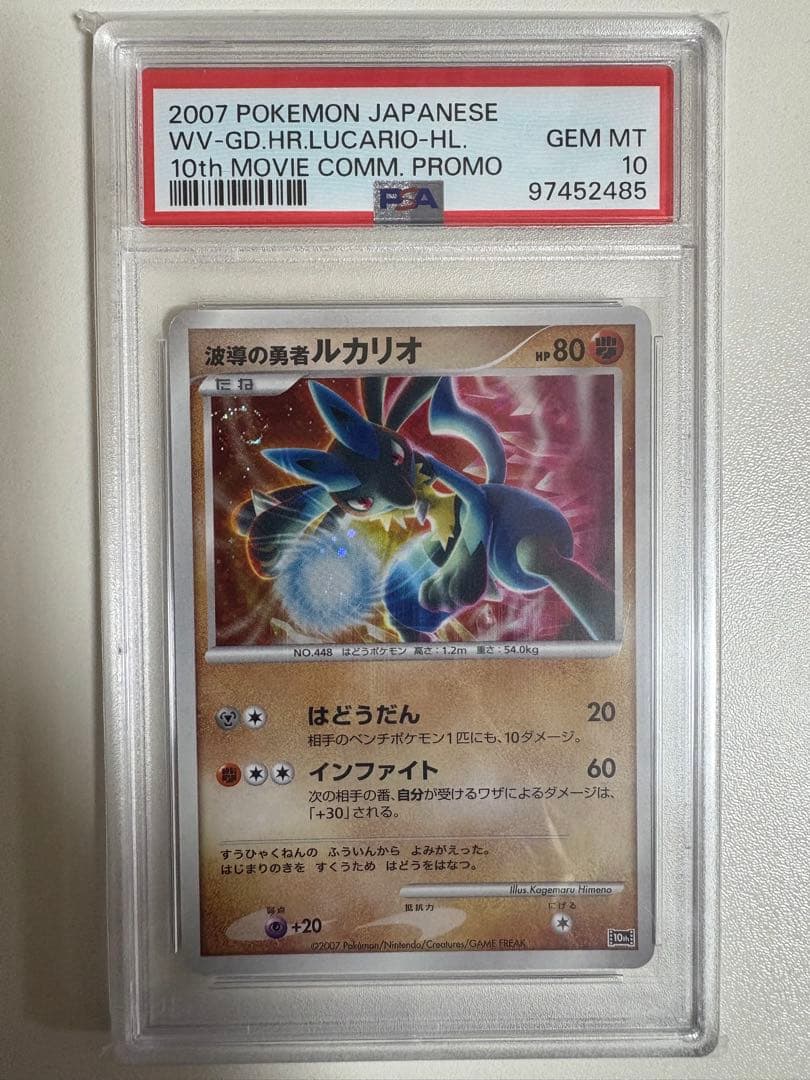 2007 POKEMON JAPANESE
WV-GD.HR.LUCARIO-HL. GEM MT
10th MOVIE COMM. PROMO 10
PSA 97452485
波導の勇者ルカリオ HP80
たね
NO.448 はどうポケモン 高さ:1.2m 重さ:54.0kg
はどうだん 20
相手のベンチポケモン1匹にも、10ダメージ。
インファイト 60
次の相手の番、自分が受けるワザによるダメージは、
「+30」される。
すうひゃくねんの ふういんから よみがえった。
はじまりのきを すくうため はどうをはなつ。
Illus.Kagemaru Himeno
弱点 抵抗力 にげる
+20
©2007 Pokémon/Nintendo/Creatures/GAME FREAK
10th